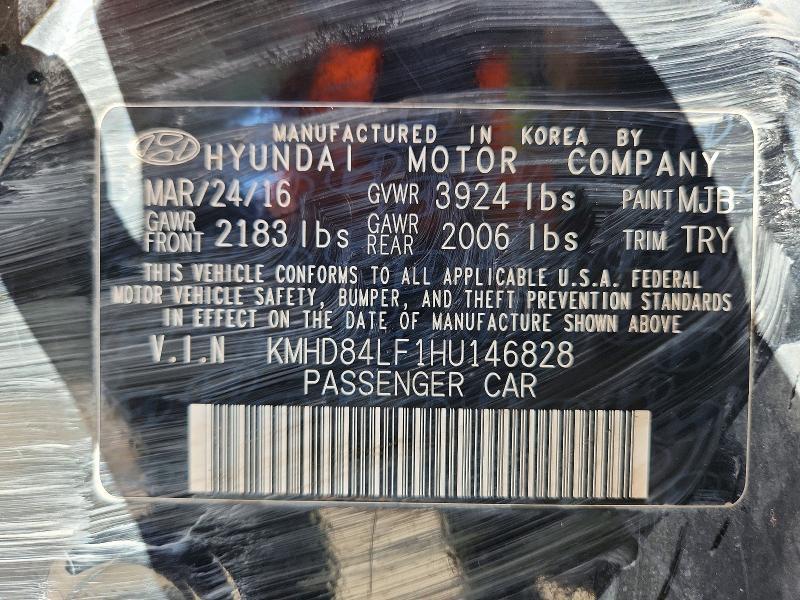 MANUFACTURED IN KOREA BY
HYUNDAI MOTOR COMPANY
MAR/24/16 GVWR 3924 lbs PAINT MJB
GAWR FRONT 2183 lbs GAWR REAR 2006 lbs TRIM TRY
THIS VEHICLE CONFORMS TO ALL APPLICABLE U.S.A. FEDERAL
MOTOR VEHICLE SAFETY, BUMPER, AND THEFT PREVENTION STANDARDS
IN EFFECT ON THE DATE OF MANUFACTURE SHOWN ABOVE
V.I.N KMHD84LF1HU146828
PASSENGER CAR